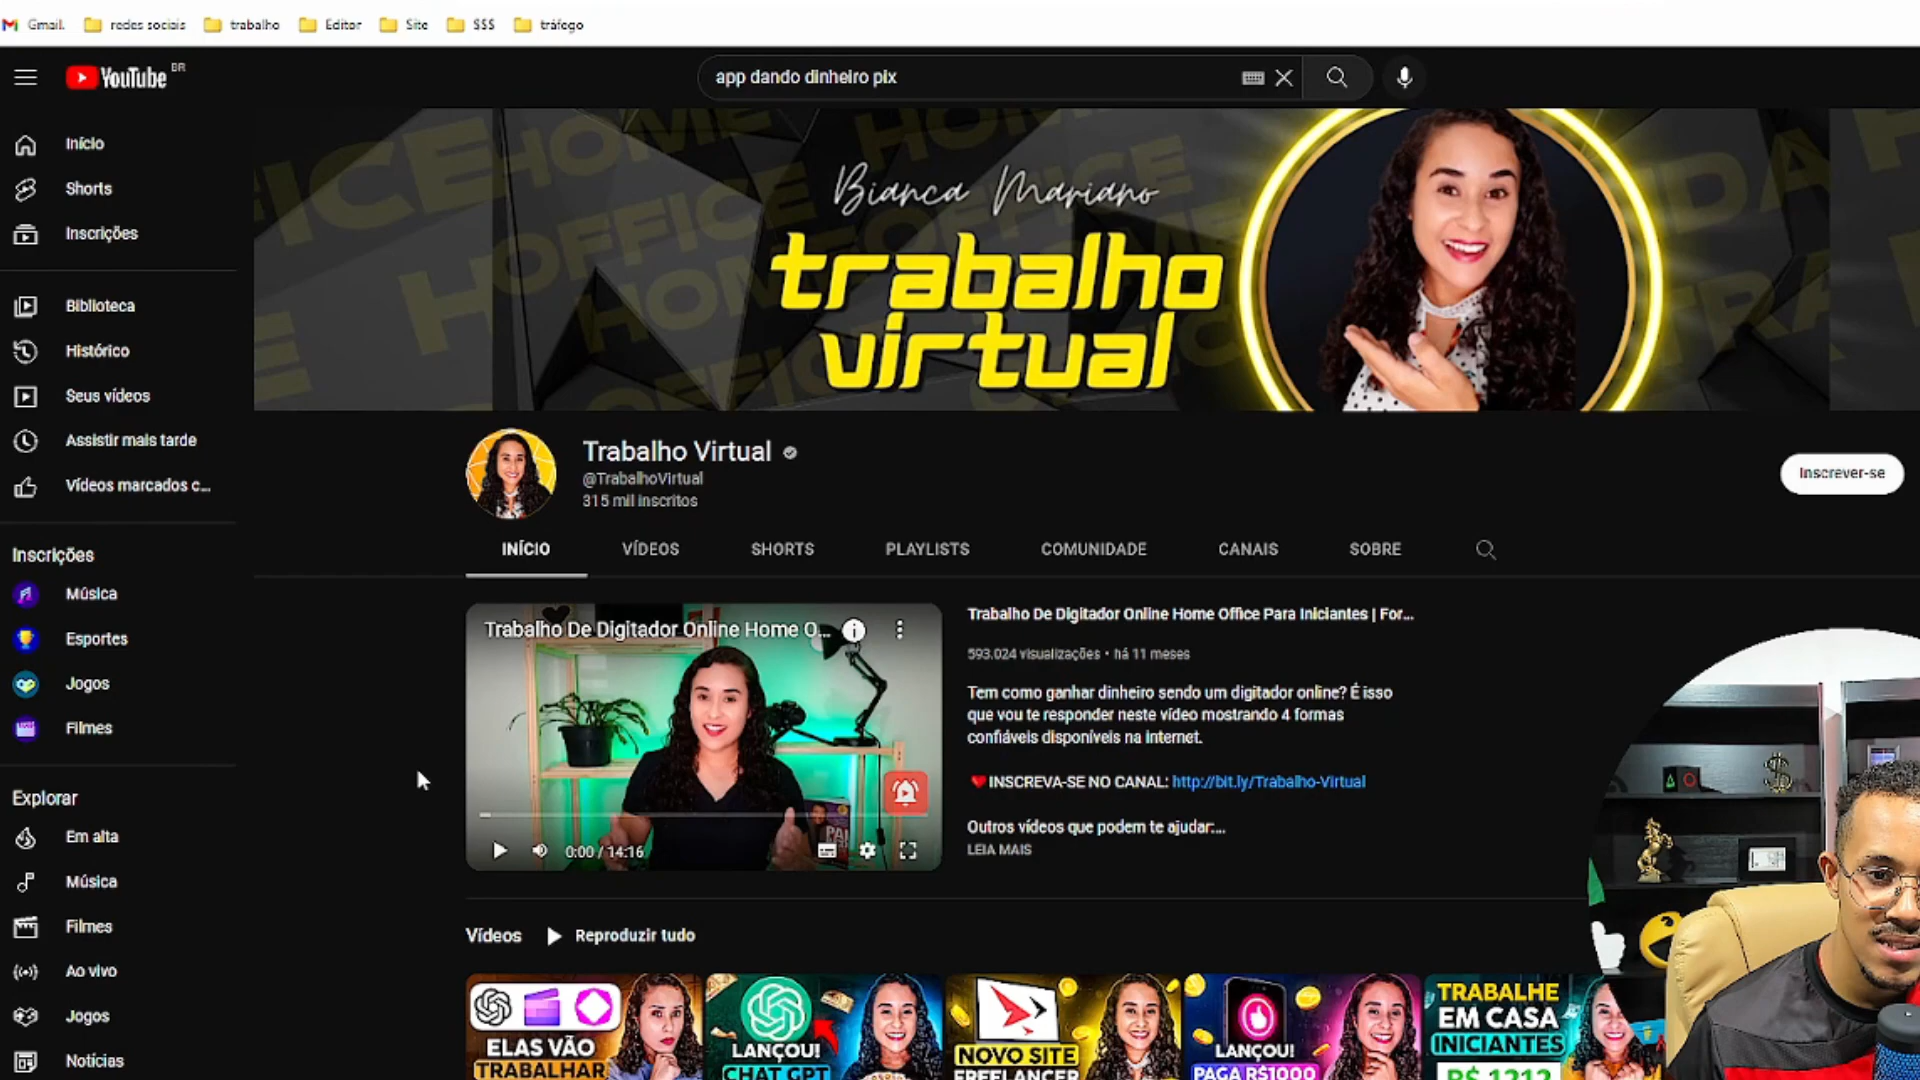 Gmail.
redes sociais
trabalho
Editor
Site
$$$
tráfego
YouTube BR
app dando dinheiro pix
Início
Shorts
Inscrições
Biblioteca
Histórico
Seus vídeos
Assistir mais tarde
Vídeos marcados c...
Inscrições
Música
Esportes
Jogos
Filmes
Explorar
Em alta
Música
Filmes
Ao vivo
Jogos
Notícias
HOME
OFFICE
Bianca Mariano
trabalho
virtual
Trabalho Virtual
@TrabalhoVirtual
315 mil inscritos
Inscrever-se
INÍCIO
VÍDEOS
SHORTS
PLAYLISTS
COMUNIDADE
CANAIS
SOBRE
Trabalho De Digitador Online Home O...
0:00 / 14:16
Trabalho De Digitador Online Home Office Para Iniciantes | For...
593.024 visualizações • há 11 meses
Tem como ganhar dinheiro sendo um digitador online? É isso
que vou te responder neste vídeo mostrando 4 formas
confiáveis disponíveis na internet.
INSCREVA-SE NO CANAL: http://bit.ly/Trabalho-Virtual
Outros vídeos que podem te ajudar:...
LEIA MAIS
Vídeos
Reproduzir tudo
ELAS VÃO
TRABALHAR
LANÇOU!
CHAT GPT
NOVO SITE
FREELANCER
LANÇOU!
PAGA R$1000
TRABALHE
EM CASA
INICIANTES
R$ 1212